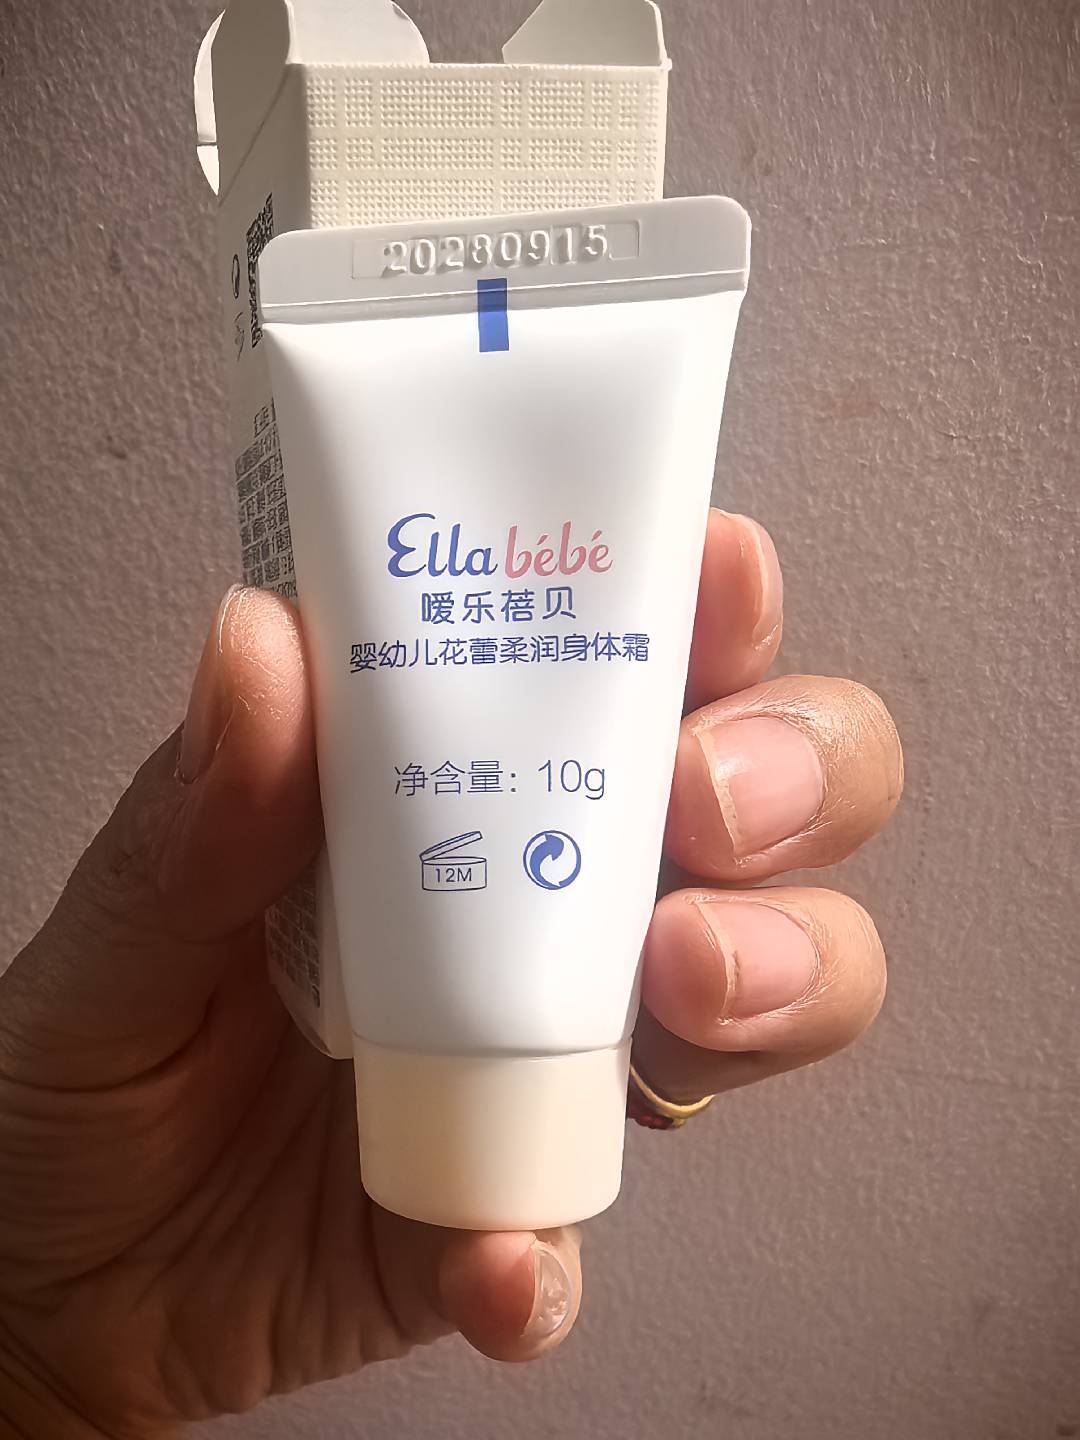 20280915
Ella bébé
嗳乐蓓贝
婴幼儿花蕾柔润身体霜
净含量：10g
12M